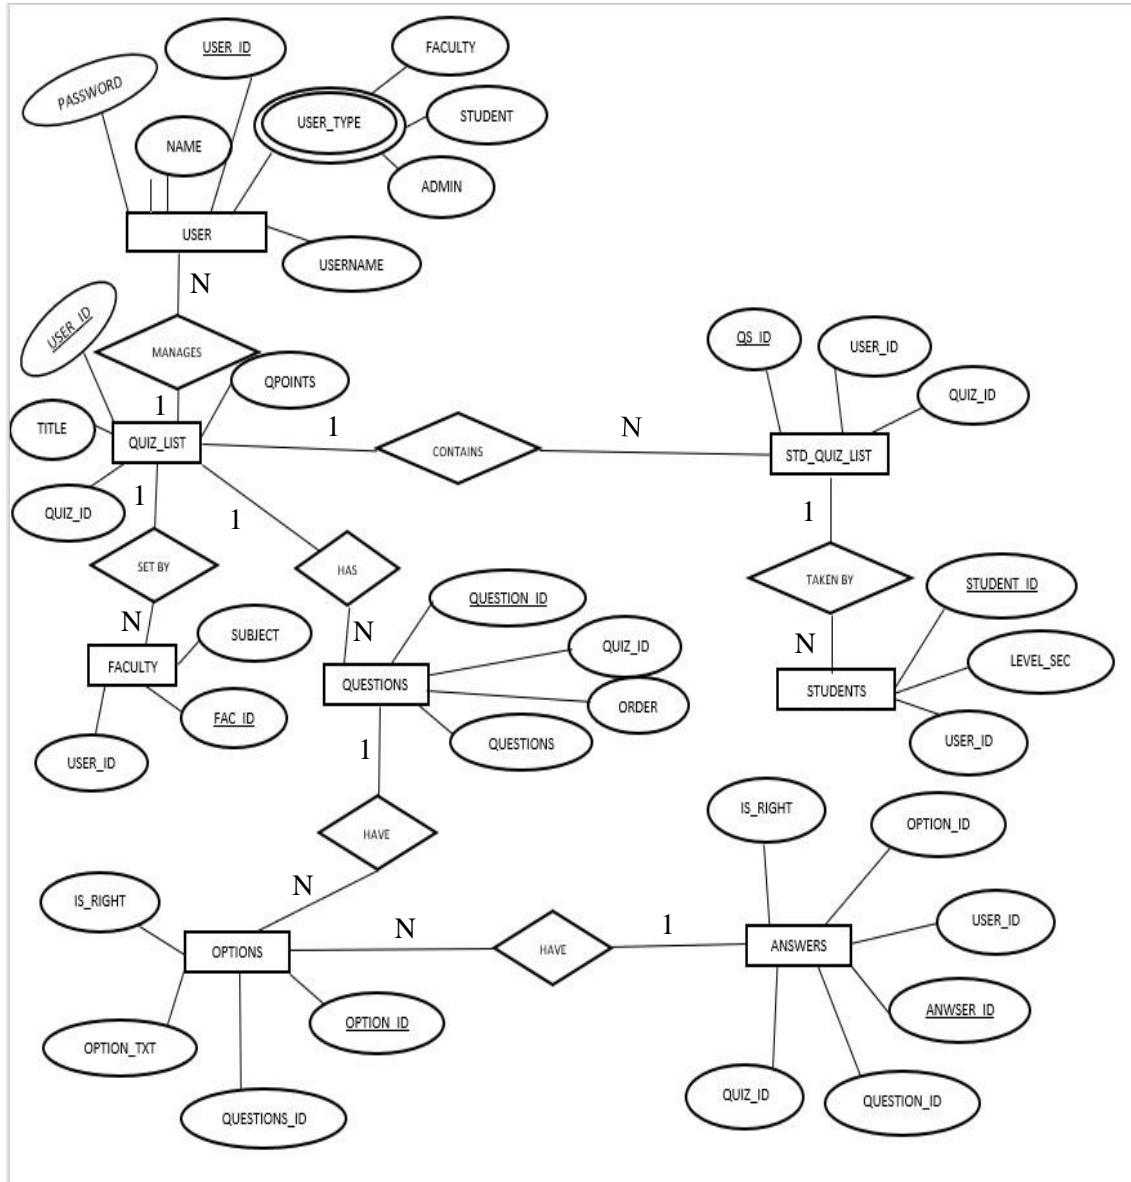 USER_ID
FACULTY
PASSWORD
USER_TYPE
STUDENT
NAME
ADMIN
USER
USERNAME
N
USER_ID
MANAGES
QPOINTS
1
TITLE
QUIZ_LIST
QUIZ_ID
1
CONTAINS
N
QS_ID
USER_ID
QUIZ_ID
STD_QUIZ_LIST
1
1
1
SET BY
HAS
TAKEN BY
STUDENT_ID
N
SUBJECT
FACULTY
FAC_ID
USER_ID
N
QUESTION_ID
QUIZ_ID
QUESTIONS
ORDER
QUESTIONS
N
LEVEL_SEC
STUDENTS
USER_ID
1
HAVE
N
IS_RIGHT
OPTIONS
OPTION_TXT
OPTION_ID
QUESTIONS_ID
N
HAVE
1
IS_RIGHT
OPTION_ID
USER_ID
ANSWERS
ANWSER_ID
QUIZ_ID
QUESTION_ID